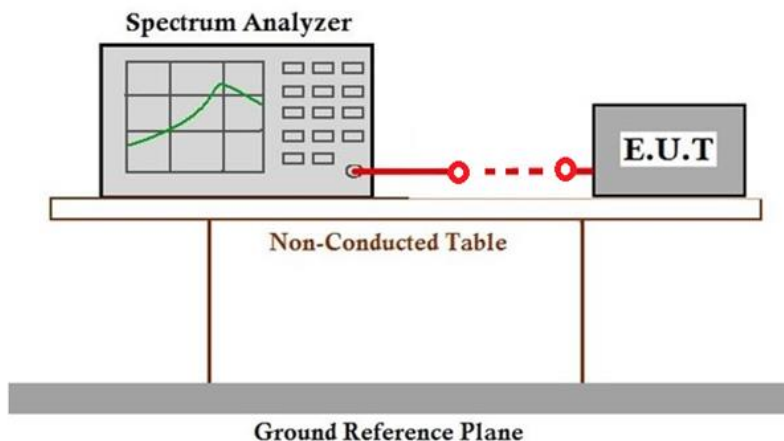 Spectrum Analyzer
E.U.T
Non-Conducted Table
Ground Reference Plane